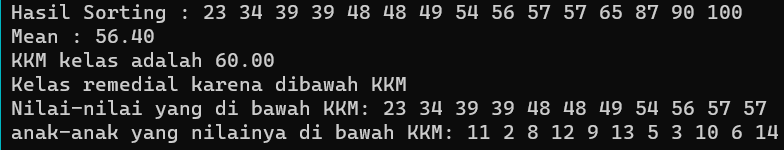 Hasil Sorting : 23 34 39 39 48 48 49 54 56 57 57 65 87 90 100
Mean : 56.40
KKM kelas adalah 60.00
Kelas remedial karena dibawah KKM
Nilai-nilai yang di bawah KKM: 23 34 39 39 48 48 49 54 56 57 57
anak-anak yang nilainya di bawah KKM: 11 2 8 12 9 13 5 3 10 6 14